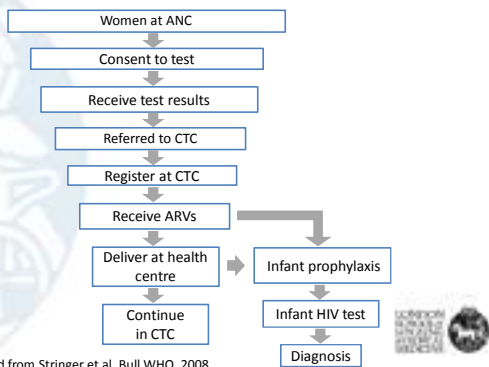 Women at ANC
Consent to test
Receive test results
Referred to CTC
Register at CTC
Receive ARVs
Deliver at health
centre
Infant prophylaxis
Continue
in CTC
Infant HIV test
Diagnosis
from Stringer et al, Bull WHO, 2008